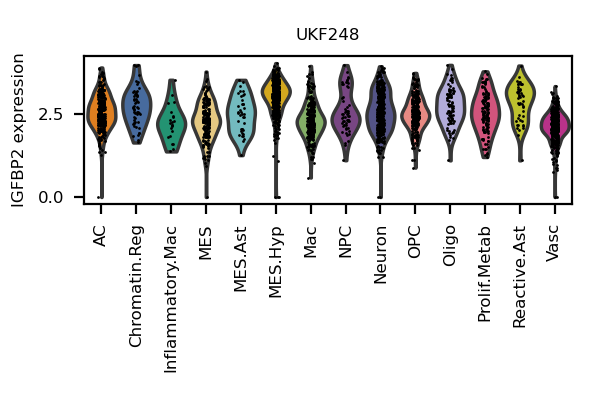 UKF248
IGFBP2 expression
2.5
0.0
AC
Chromatin.Reg
Inflammatory.Mac
MES
MES.Ast
MES.Hyp
Mac
NPC
Neuron
OPC
Oligo
Prolif.Metab
Reactive.Ast
Vasc